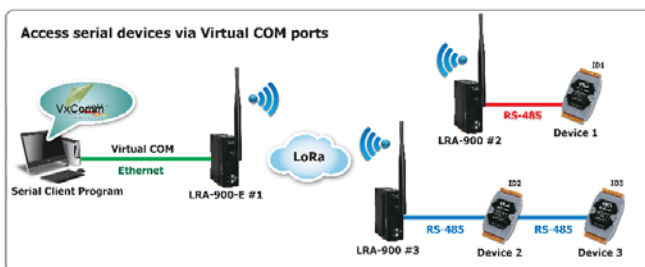 Access serial devices via Virtual COM ports
VxComm
Virtual COM
Ethernet
Serial Client Program
LRA-900-E #1
LoRa
ID1
RS-485
LRA-900 #2
Device 1
ID2
ID3
RS-485
RS-485
LRA-900 #3
Device 2
Device 3